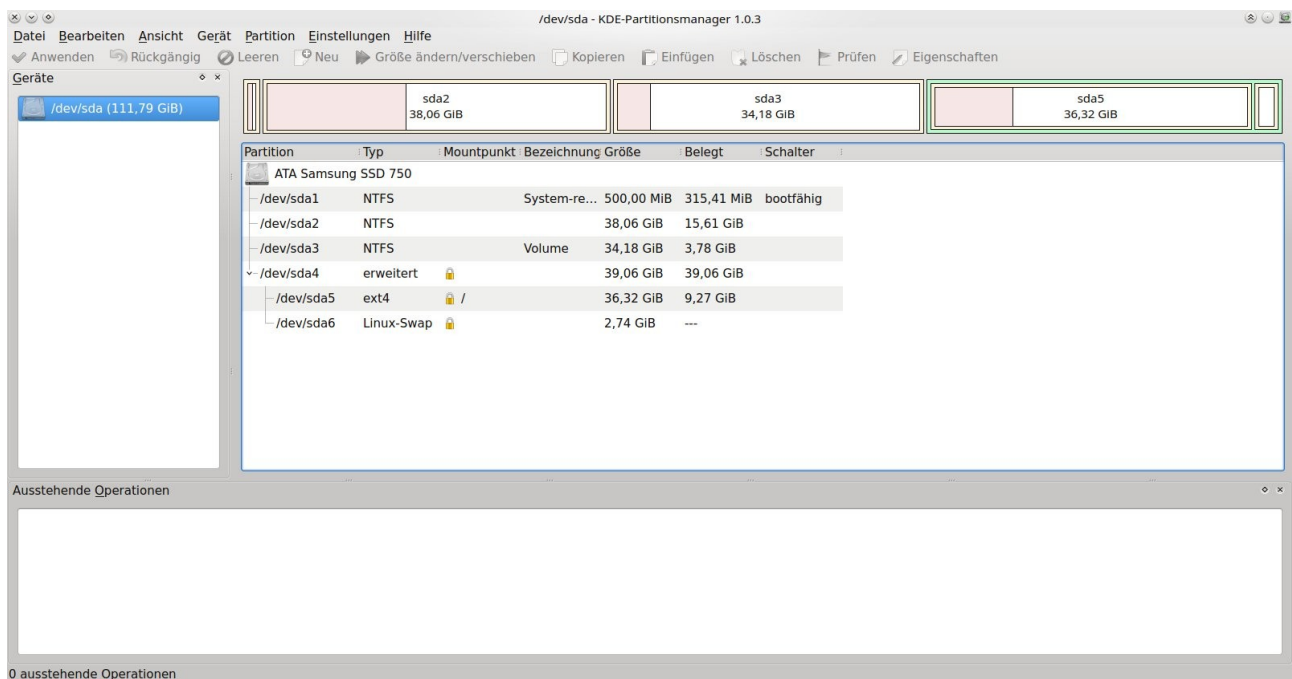 /dev/sda - KDE-Partitionsmanager 1.0.3
Datei Bearbeiten Ansicht Gerät Partition Einstellungen Hilfe
Anwenden Rückgängig Leeren Neu Größe ändern/verschieben Kopieren Einfügen Löschen Prüfen Eigenschaften
Geräte
/dev/sda (111,79 GiB)
sda2
38,06 GiB
sda3
34,18 GiB
sda5
36,32 GiB
Partition Typ Mountpunkt Bezeichnung Größe Belegt Schalter
ATA Samsung SSD 750
/dev/sda1 NTFS System-re... 500,00 MiB 315,41 MiB bootfähig
/dev/sda2 NTFS 38,06 GiB 15,61 GiB
/dev/sda3 NTFS Volume 34,18 GiB 3,78 GiB
/dev/sda4 erweitert 39,06 GiB 39,06 GiB
/dev/sda5 ext4 / 36,32 GiB 9,27 GiB
/dev/sda6 Linux-Swap 2,74 GiB ---
Ausstehende Operationen
0 ausstehende Operationen